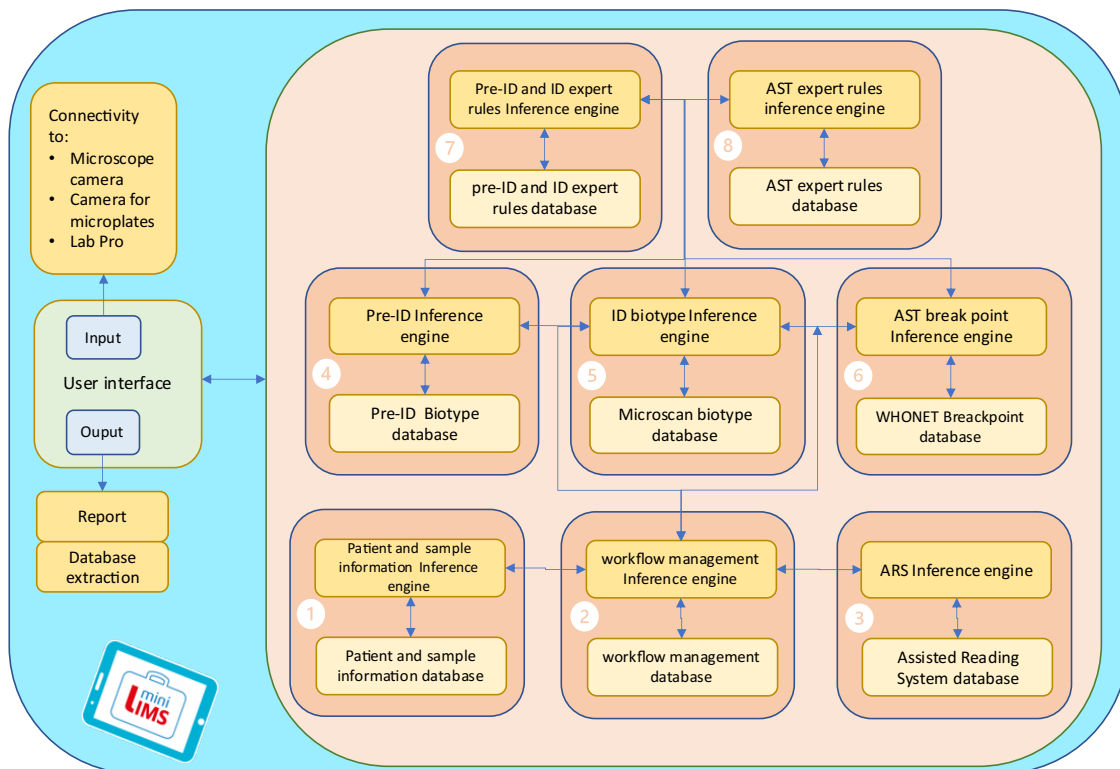 Connectivity
to:
• Microscope
camera
• Camera for
microplates
• Lab Pro
Input
User interface
Ouput
Report
Database
extraction
mini
LIMS
Pre-ID and ID expert
rules Inference engine
7
pre-ID and ID expert
rules database
AST expert rules
inference engine
8
AST expert rules
database
Pre-ID Inference
engine
4
Pre-ID Biotype
database
ID biotype Inference
engine
5
Microscan biotype
database
AST break point
Inference engine
6
WHONET Breakpoint
database
Patient and sample
information Inference
engine
1
Patient and sample
information database
workflow management
Inference engine
2
workflow management
database
ARS Inference engine
3
Assisted Reading
System database